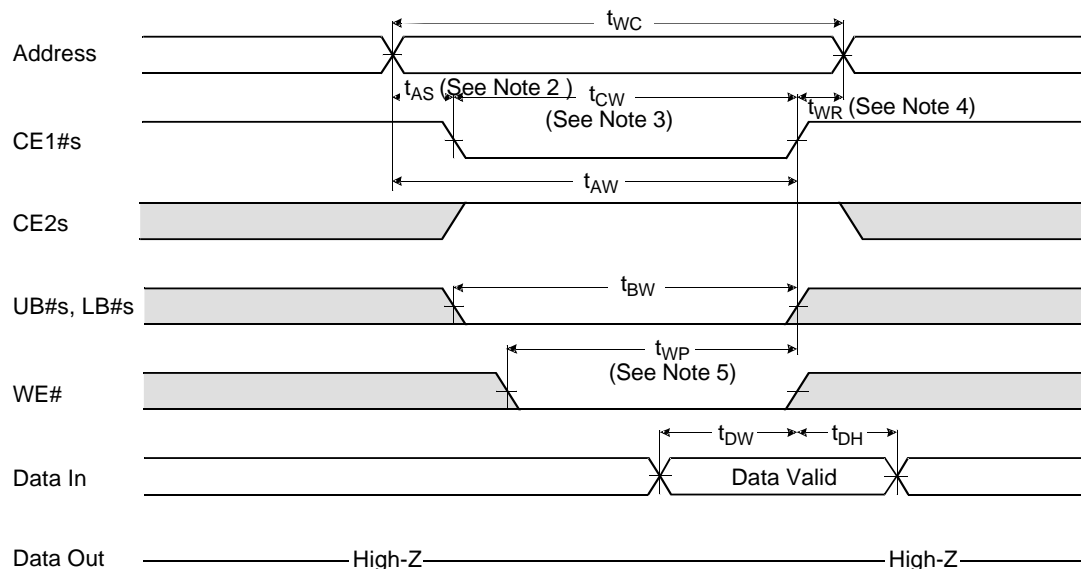 tWC
Address
tAS (See Note 2 )
tCW
(See Note 3)
tWR (See Note 4)
CE1#s
tAW
CE2s
tBW
UB#s, LB#s
tWP
(See Note 5)
WE#
tDW
tDH
Data In
Data Valid
Data Out
High-Z
High-Z